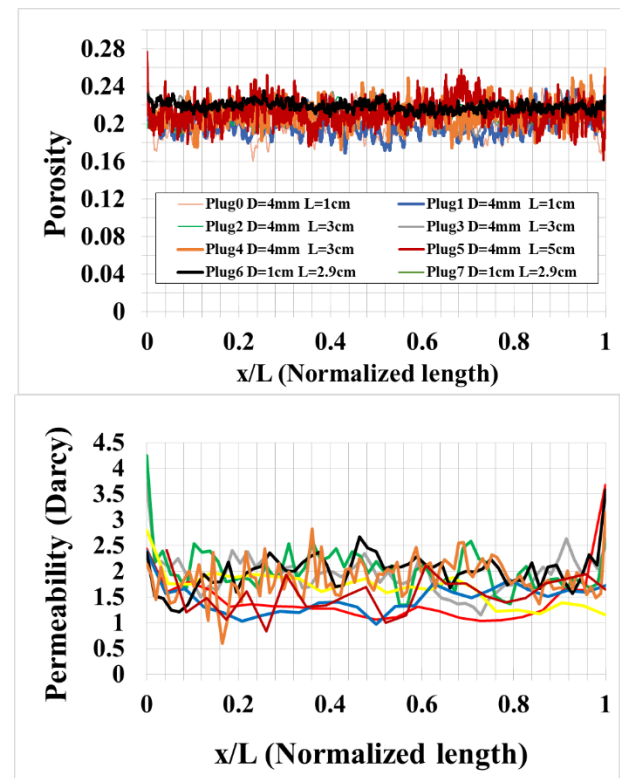 0.28
0.24
0.2
0.16
0.12
0.08
0.04
0
Porosity
Plug0 D=4mm L=1cm
Plug1 D=4mm L=1cm
Plug2 D=4mm L=3cm
Plug3 D=4mm L=3cm
Plug4 D=4mm L=3cm
Plug5 D=4mm L=5cm
Plug6 D=1cm L=2.9cm
Plug7 D=1cm L=2.9cm
0 0.2 0.4 0.6 0.8 1
x/L (Normalized length)
4.5
3.5
3
2.5
2
1.5
1
0.5
0
Permeability (Darcy)
0 0.2 0.4 0.6 0.8 1
x/L (Normalized length)